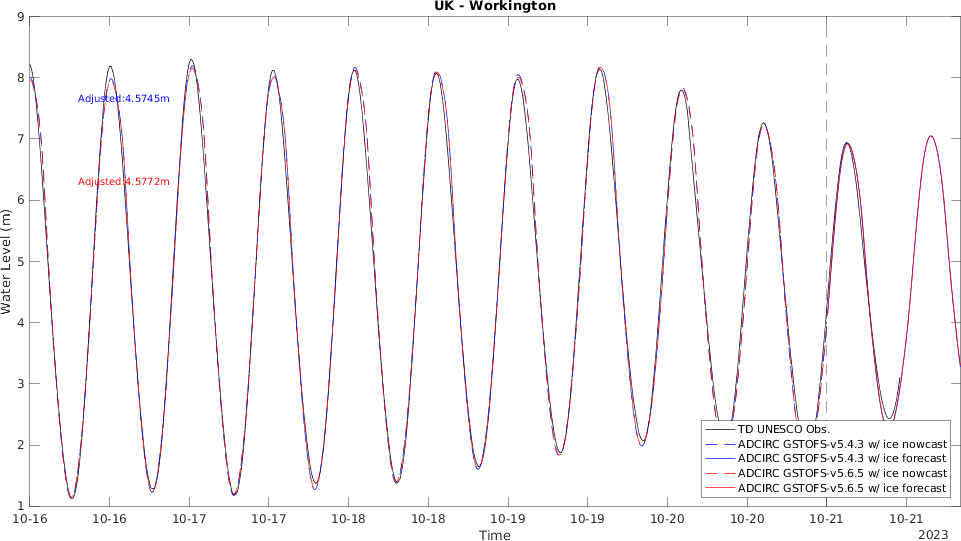 UK - Workington
9
8
7
6
5
4
3
2
1
Water Level (m)
Adjusted:4.5745m
Adjusted:4.5772m
TD UNESCO Obs.
ADCIRC GSTOFS-v5.4.3 w/ ice nowcast
ADCIRC GSTOFS-v5.4.3 w/ ice forecast
ADCIRC GSTOFS-v5.6.5 w/ ice nowcast
ADCIRC GSTOFS-v5.6.5 w/ ice forecast
10-16 10-16 10-17 10-17 10-18 10-18 10-19 10-19 10-20 10-20 10-21 10-21
Time
2023